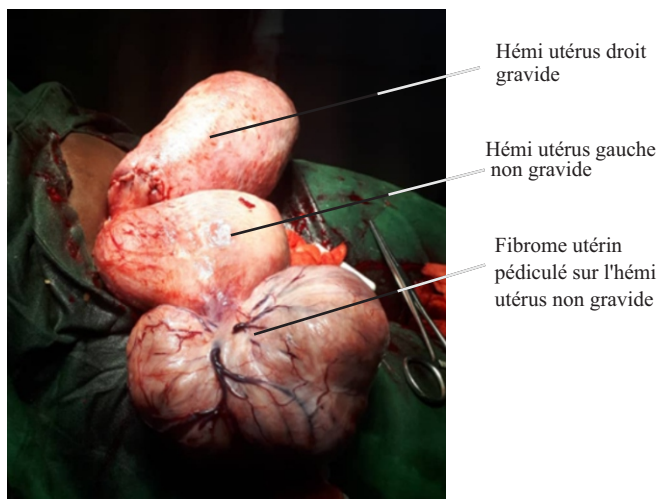 Hémi utérus droit
gravide
Hémi utérus gauche
non gravide
Fibrome utérin
pédiculé sur l'hémi
utérus non gravide